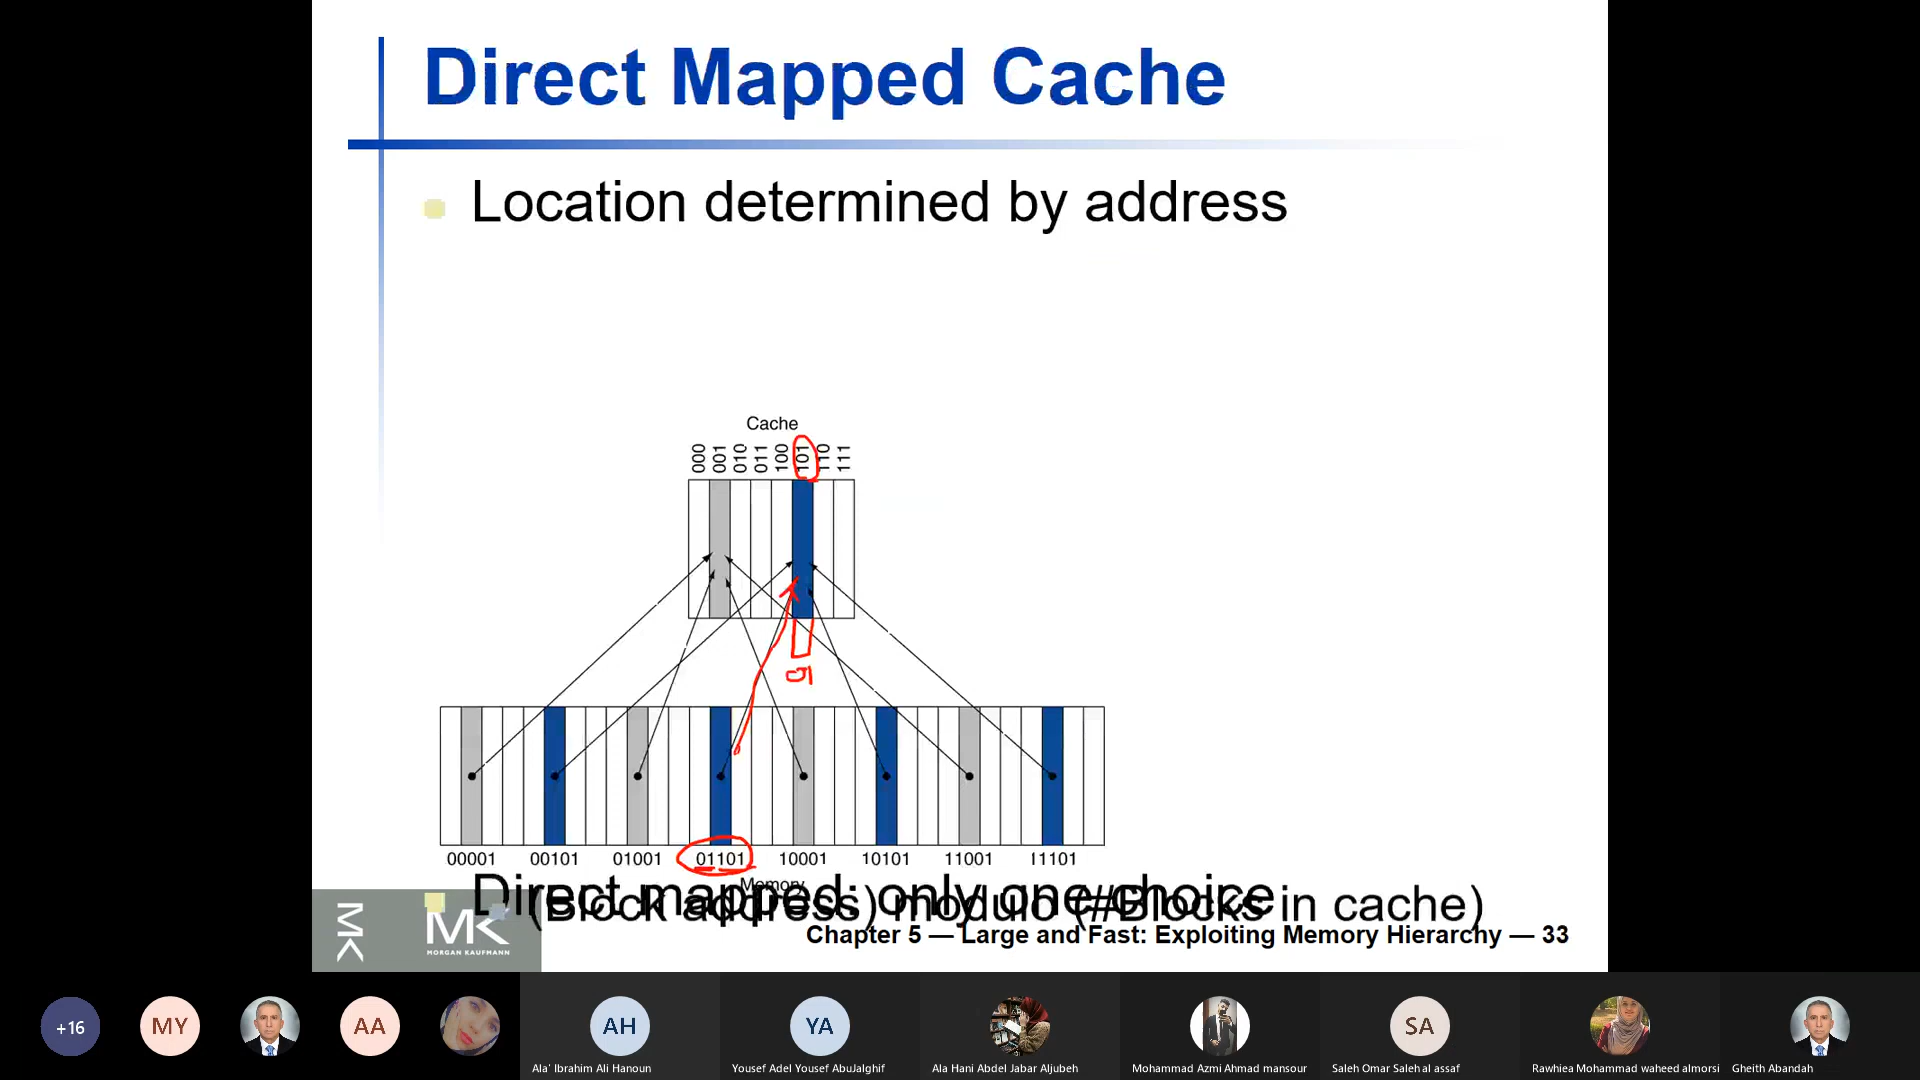 Direct Mapped Cache
Location determined by address
Cache
000 001 010 011 100 101 110 111
01
00001 00101 01001 01101 10001 10101 11001 11101
Memory
Direct mapped: only one choice
(Block address) modulo (#Blocks in cache)
Chapter 5 — Large and Fast: Exploiting Memory Hierarchy — 33
MK
MK
MORGAN KAUFMANN
+16
MY
AA
AH
YA
SA
Ala' Ibrahim Ali Hanoun
Yousef Adel Yousef AbuJalghif
Ala Hani Abdel Jabar Aljubeh
Mohammad Azmi Ahmad mansour
Saleh Omar Saleh al assaf
Rawhiea Mohammad waheed almorsi
Gheith Abandah